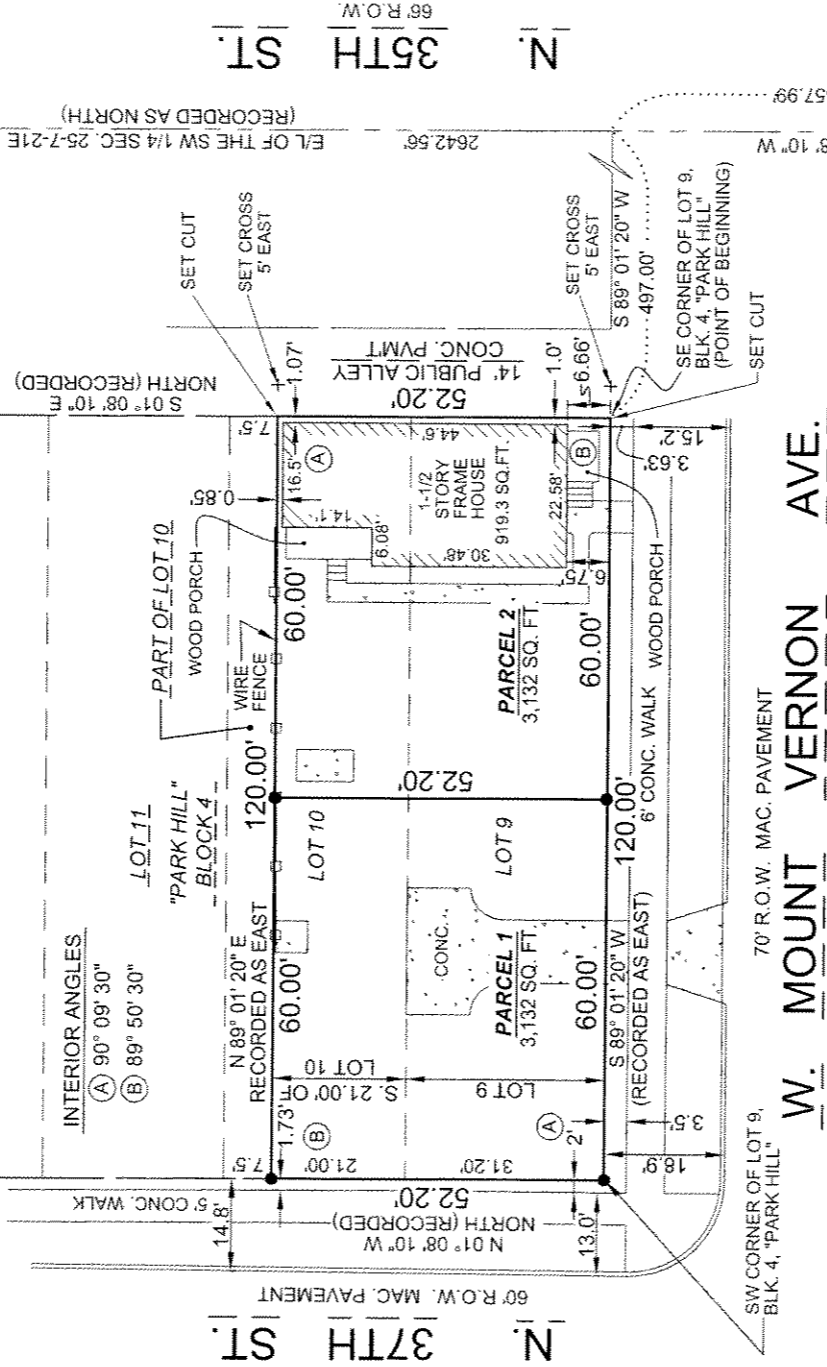 N. 35TH ST.
66' R.O.W.
E/L OF THE SW 1/4 SEC. 25-7-21E
(RECORDED AS NORTH)
2642.56'
57.99'
8' 10" W
SET CUT
SET CROSS
5' EAST
SET CROSS
5' EAST
S 89° 01' 20" W
497.00'
SE CORNER OF LOT 9,
BLK. 4, "PARK HILL"
(POINT OF BEGINNING)
SET CUT
S 01° 08' 10" E
NORTH (RECORDED)
14' PUBLIC ALLEY
CONC. PVMT
52.20'
1.07'
1.0'
6.66'
7.5'
44.6'
16.5'
A
0.85'
14.1'
6.08'
1-1/2
STORY
FRAME
HOUSE
919.3 SQ.FT.
22.58'
30.48'
B
3.63'
15.2'
6.75'
WOOD PORCH
PART OF LOT 10
WOOD PORCH
WIRE
FENCE
60.00'
PARCEL 2
3,132 SQ. FT.
60.00'
120.00'
52.20'
120.00'
6' CONC. WALK
LOT 11
"PARK HILL"
BLOCK 4
LOT 10
LOT 9
INTERIOR ANGLES
A 90° 09' 30"
B 89° 50' 30"
N 89° 01' 20" E
RECORDED AS EAST
60.00'
CONC.
PARCEL 1
3,132 SQ. FT.
60.00'
S 89° 01' 20" W
(RECORDED AS EAST)
S. 21.00' OF
LOT 10
LOT 9
1.73'
B
7.5'
21.00'
31.20'
A
2'
3.5'
18.9'
52.20'
5' CONC. WALK
14.8'
NORTH (RECORDED)
N 01° 08' 10" W
13.0'
60' R.O.W. MAC. PAVEMENT
N. 37TH ST.
SW CORNER OF LOT 9,
BLK. 4, "PARK HILL"
70' R.O.W. MAC. PAVEMENT
W. MOUNT VERNON AVE.